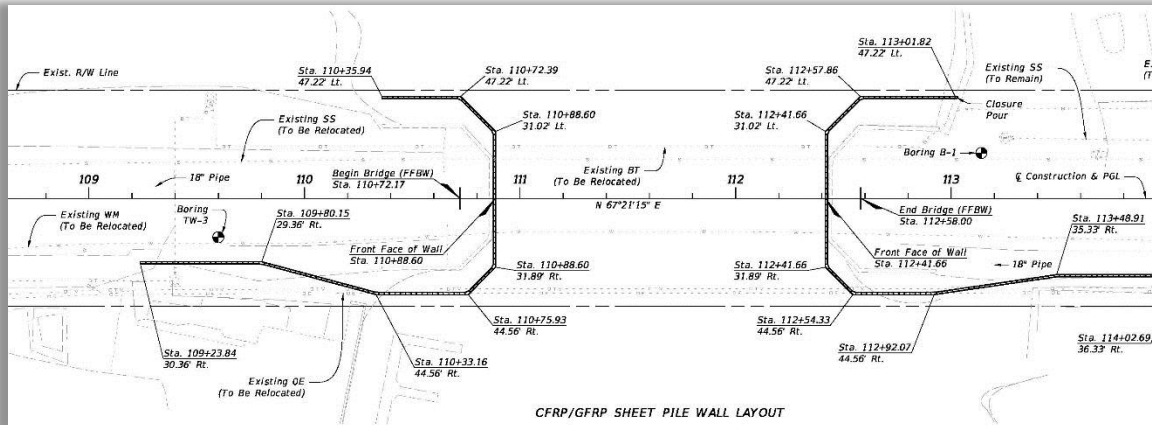 Sta. 113+01.82
47.22' Lt.
Exist. R/W Line
Sta. 110+35.94
47.22' Lt.
Sta. 110+72.39
47.22' Lt.
Sta. 112+57.86
47.22' Lt.
Existing SS
(To Remain)
Closure
Pour
Existing SS
(To Be Relocated)
Sta. 110+88.60
31.02' Lt.
Sta. 112+41.66
31.02' Lt.
Boring B-1
109
18" Pipe
110
Begin Bridge (FFBW)
Sta. 110+72.17
111
Existing BT
(To Be Relocated)
112
113
℄ Construction & PGL
N 67°21'15" E
Existing WM
(To Be Relocated)
Boring
TW-3
Sta. 109+80.15
29.36' Rt.
End Bridge (FFBW)
Sta. 112+58.00
Sta. 113+48.91
35.33' Rt.
Front Face of Wall
Sta. 110+88.60
Front Face of Wall
Sta. 112+41.66
Sta. 110+88.60
31.89' Rt.
Sta. 112+41.66
31.89' Rt.
18" Pipe
Sta. 110+75.93
44.56' Rt.
Sta. 112+54.33
44.56' Rt.
Sta. 109+23.84
30.36' Rt.
Sta. 110+33.16
44.56' Rt.
Sta. 112+92.07
44.56' Rt.
Sta. 114+02.69
36.33' Rt.
Existing OE
(To Be Relocated)
CFRP/GFRP SHEET PILE WALL LAYOUT